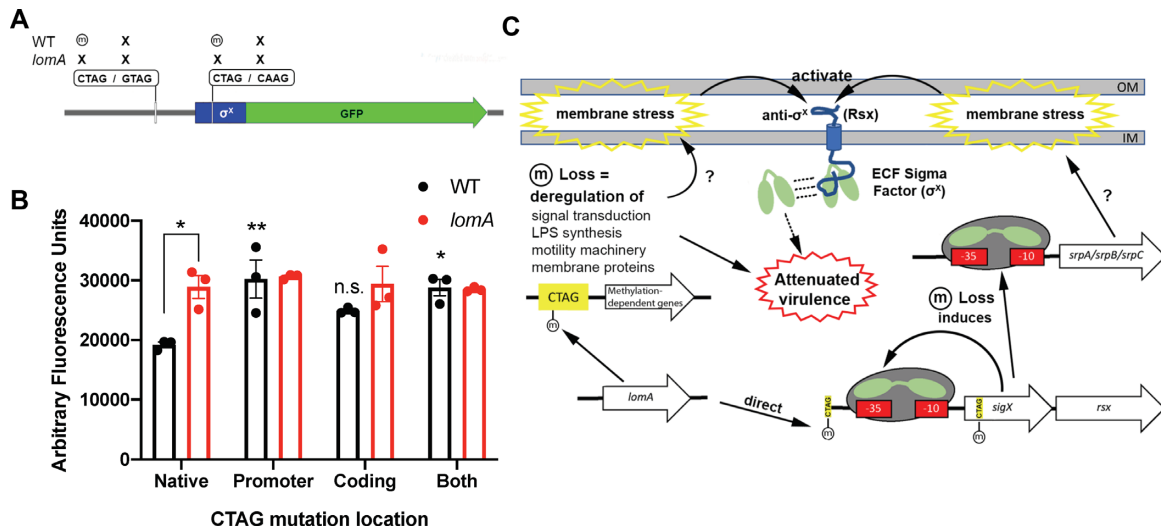 A
WT
m X m X
lomA
X X X X
CTAG / GTAG
CTAG / CAAG
σX
GFP
B
WT
lomA
Arbitrary Fluorescence Units
40000
30000
20000
10000
0
*
**
n.s.
*
Native
Promoter
Coding
Both
CTAG mutation location
C
activate
OM
membrane stress
anti-σX
(Rsx)
membrane stress
IM
m Loss =
deregulation of
signal transduction
LPS synthesis
motility machinery
membrane proteins
?
ECF Sigma
Factor (σX)
?
Attenuated
virulence
-35
-10
srpA/srpB/srpC
CTAG
m
Methylation-
dependent genes
m Loss
induces
lomA
direct
CTAG
m
-35
-10
CTAG
m
sigX
rsx